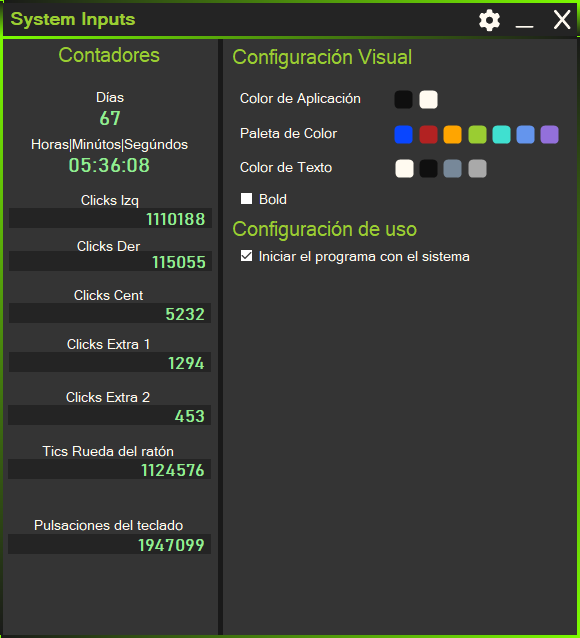 System Inputs
Contadores
Días
67
Horas|Minútos|Segúndos
05:36:08
Clicks Izq
1110188
Clicks Der
115055
Clicks Cent
5232
Clicks Extra 1
1294
Clicks Extra 2
453
Tics Rueda del ratón
1124576
Pulsaciones del teclado
1947099
Configuración Visual
Color de Aplicación
Paleta de Color
Color de Texto
Bold
Configuración de uso
Iniciar el programa con el sistema